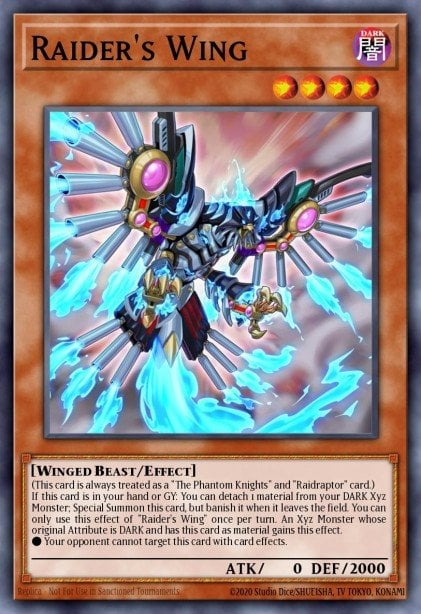 RAIDER'S WING
DARK
闇
[WINGED BEAST/EFFECT]
(This card is always treated as a "The Phantom Knights" and "Raidraptor" card.)
If this card is in your hand or GY: You can detach 1 material from your DARK Xyz
Monster; Special Summon this card, but banish it when it leaves the field. You can
only use this effect of "Raider's Wing" once per turn. An Xyz Monster whose
original Attribute is DARK and has this card as material gains this effect.
● Your opponent cannot target this card with card effects.
ATK/ 0 DEF/2000
Replica - Not For Use in Sanctioned Tournaments
©2020 Studio Dice/SHUEISHA, TV TOKYO, KONAMI